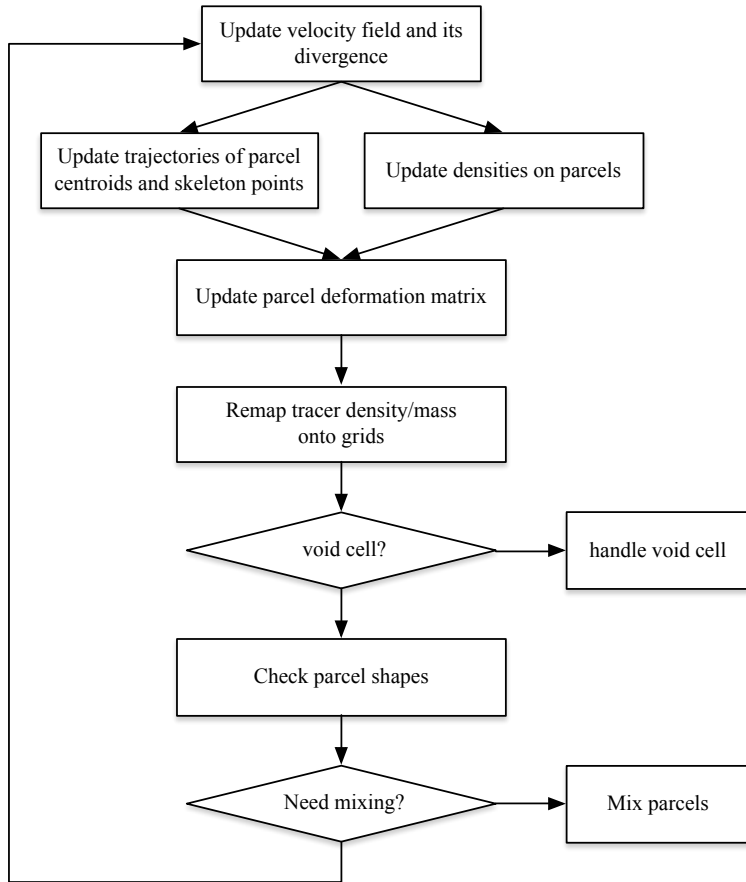 Update velocity field and its
divergence
Update trajectories of parcel
centroids and skeleton points
Update densities on parcels
Update parcel deformation matrix
Remap tracer density/mass
onto grids
void cell?
handle void cell
Check parcel shapes
Need mixing?
Mix parcels